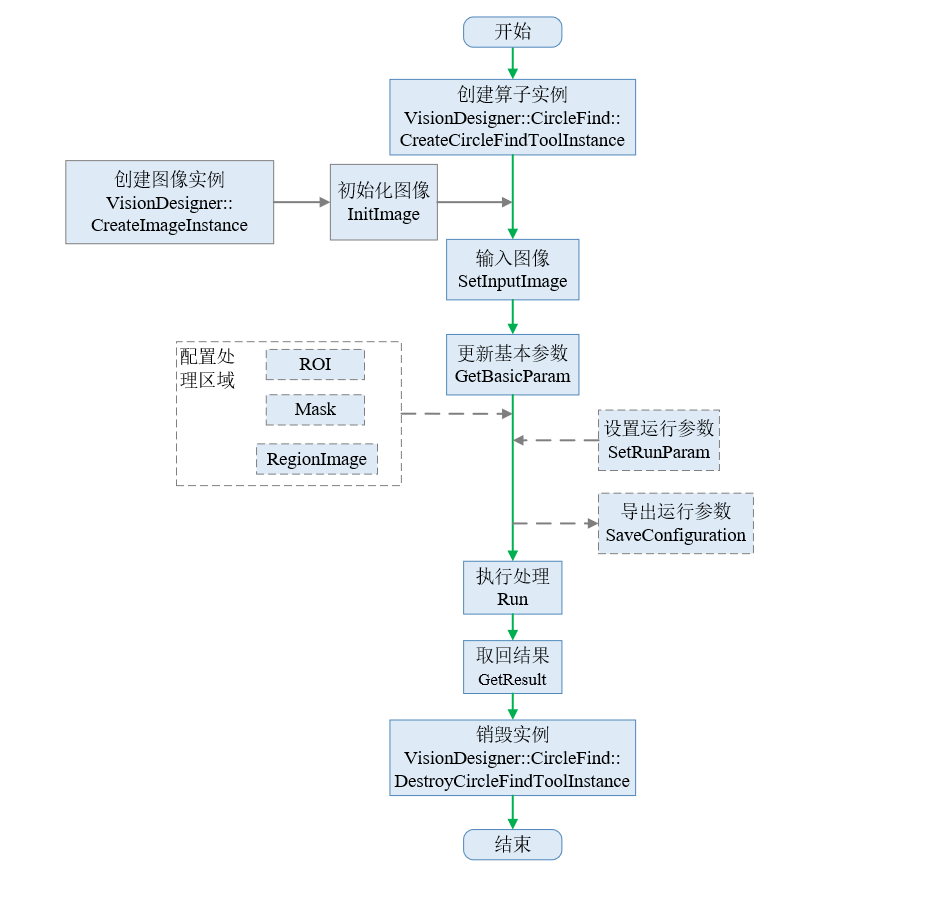 开始
创建算子实例
VisionDesigner::CircleFind::
CreateCircleFindToolInstance
创建图像实例
VisionDesigner::
CreateImageInstance
初始化图像
InitImage
输入图像
SetInputImage
更新基本参数
GetBasicParam
配置处
理区域
ROI
Mask
RegionImage
设置运行参数
SetRunParam
导出运行参数
SaveConfiguration
执行处理
Run
取回结果
GetResult
销毁实例
VisionDesigner::CircleFind::
DestroyCircleFindToolInstance
结束